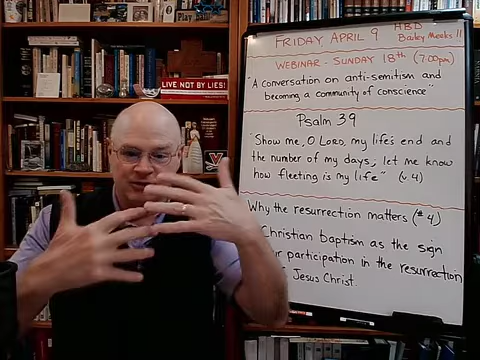 FRIDAY APRIL 9
HBD
Bailey Meeks!!
WEBINAR - SUNDAY 18th (7:00pm)
"A conversation on anti-semitism and
becoming a community of conscience"
Psalm 39
"Show me, O LORD, my life's end and
the number of my days; let me know
how fleeting is my life" (v. 4)
Why the resurrection matters (#4)
Christian baptism as the sign
participation in the resurrection
Jesus Christ.
LIVE NOT BY LIES!
Play